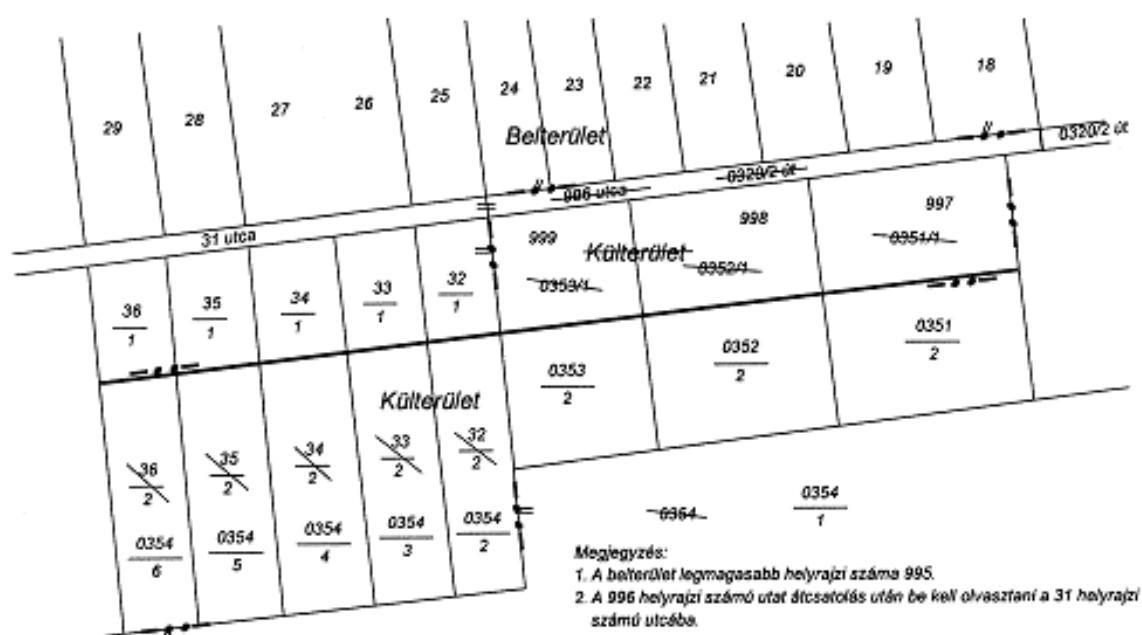 29 28 27 26 25 24 23 22 21 20 19 18
Belterület
0320/2 út
996 utca 0320/2 út
31 utca
999 998 997
Külterület
0353/1 0352/1 0351/1
36/1 35/1 34/1 33/1 32/1
0353/2 0352/2 0351/2
Külterület
36/2 35/2 34/2 33/2 32/2
0354/6 0354/5 0354/4 0354/3 0354/2
0354 0354/1
Megjegyzés:
1. A belterület legmagasabb helyrajzi száma 995.
2. A 996 helyrajzi számú utat átcsatolás után be kell olvasztani a 31 helyrajzi
számú utcába.